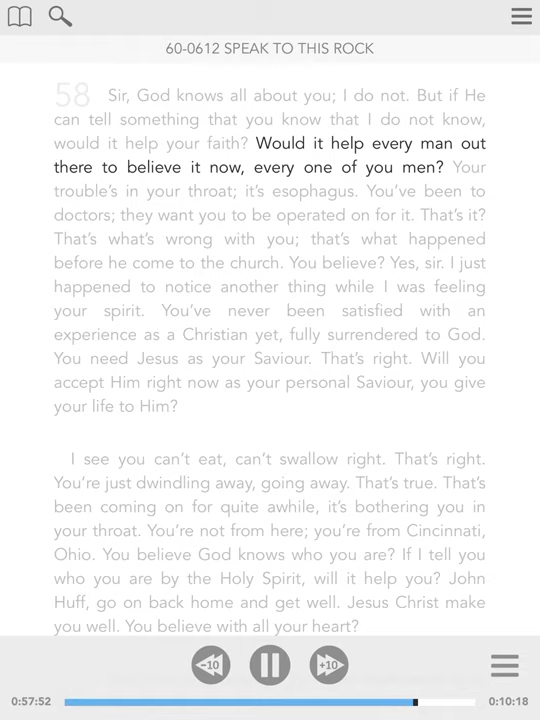 60-0612 SPEAK TO THIS ROCK
58 Sir, God knows all about you; I do not. But if He
can tell something that you know that I do not know,
would it help your faith? Would it help every man out
there to believe it now, every one of you men? Your
trouble’s in your throat; it’s esophagus. You’ve been to
doctors; they want you to be operated on for it. That’s it?
That’s what’s wrong with you; that’s what happened
before he come to the church. You believe? Yes, sir. I just
happened to notice another thing while I was feeling
your spirit. You’ve never been satisfied with an
experience as a Christian yet, fully surrendered to God.
You need Jesus as your Saviour. That’s right. Will you
accept Him right now as your personal Saviour, you give
your life to Him?
I see you can’t eat, can’t swallow right. That’s right.
You’re just dwindling away, going away. That’s true. That’s
been coming on for quite awhile, it’s bothering you in
your throat. You’re not from here; you’re from Cincinnati,
Ohio. You believe God knows who you are? If I tell you
who you are by the Holy Spirit, will it help you? John
Huff, go on back home and get well. Jesus Christ make
you well. You believe with all your heart?
-10 +10
0:57:52 0:10:18